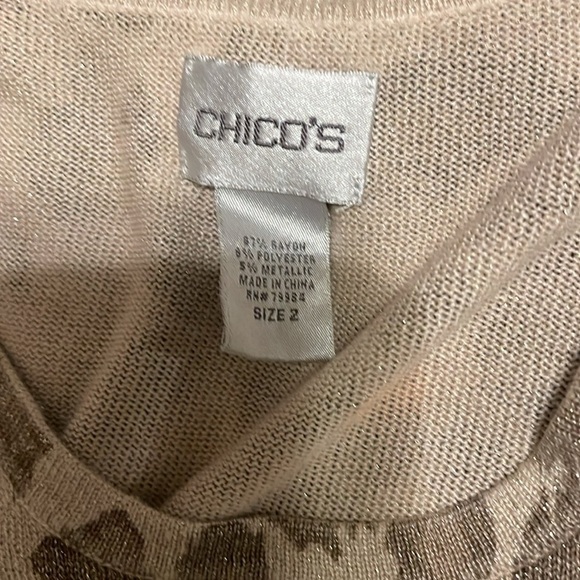 CHICO'S
87% RAYON
8% POLYESTER
5% METALLIC
MADE IN CHINA
RN# 79984
SIZE 2